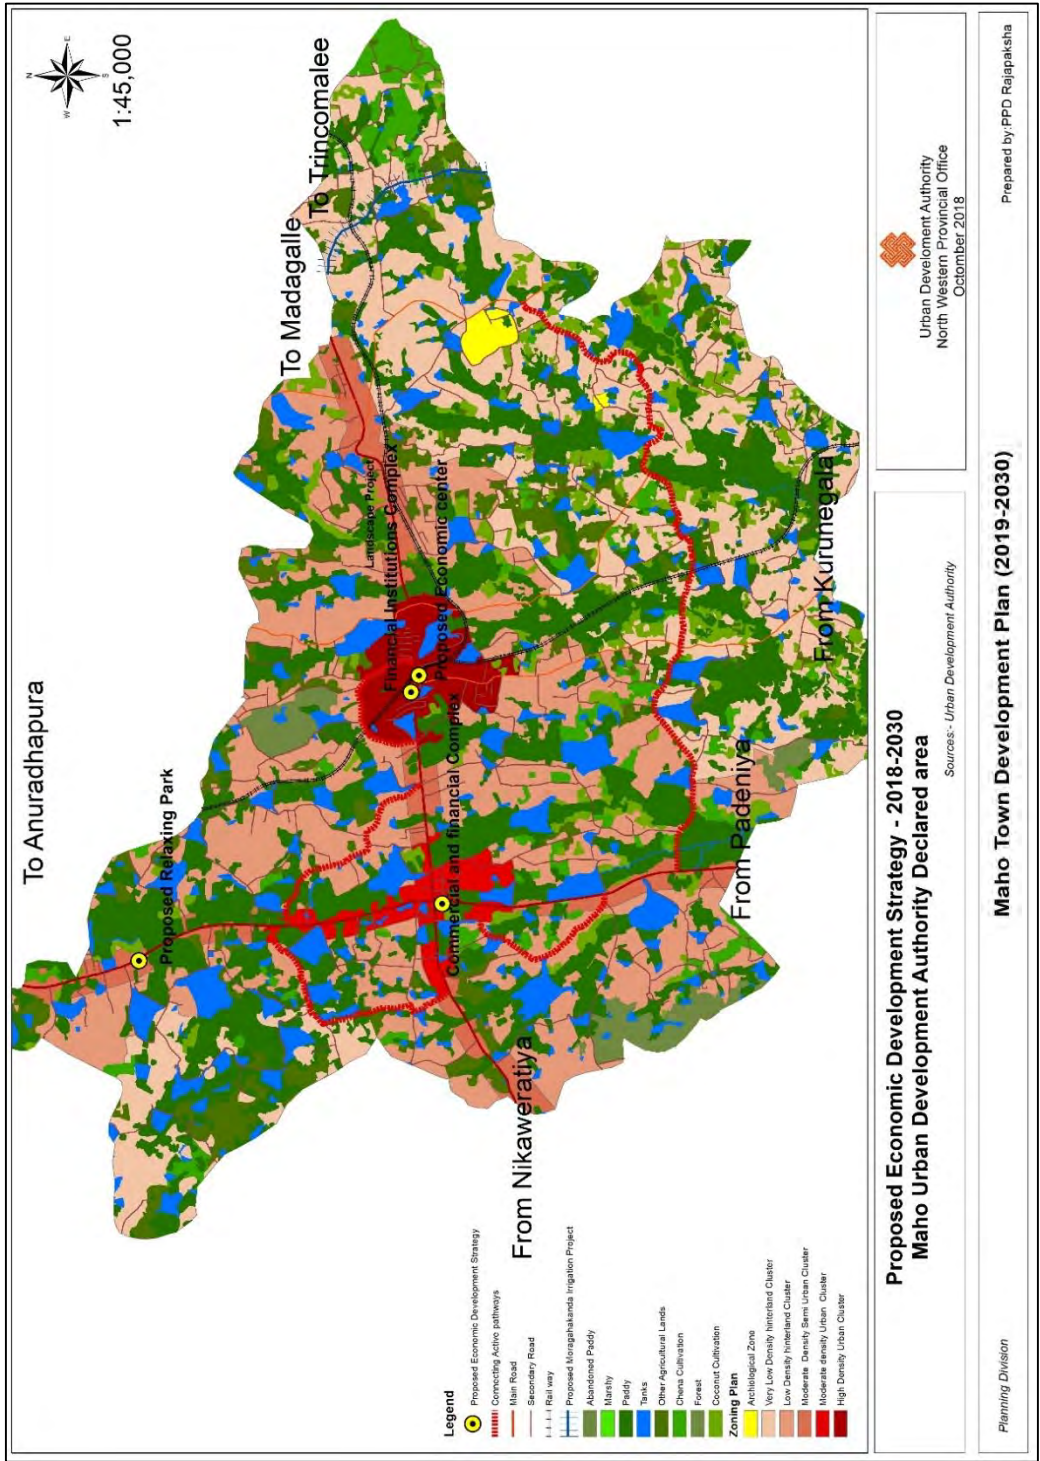 N
E
S
W
1:45,000
To Anuradhapura
To Madagalle
To Trincomalee
Proposed Relaxing Park
Landscape Project
Financial Institutions Complex
Proposed Economic center
Commercial and financial Complex
From Nikaweratiya
From Padeniya
From Kurunegala
Legend
Proposed Economic Development Strategy
Connecting Active pathways
Main Road
Secondary Road
Rail way
Proposed Moragahakanda Irrigation Project
Abandoned Paddy
Marshy
Paddy
Tanks
Other Agricultural Lands
Chena Cultivation
Forest
Coconut Cultivation
Zoning Plan
Archiological Zone
Very Low Density hinterland Cluster
Low Density hinterland Cluster
Moderate Density Semi Urban Cluster
Moderate density Urban Cluster
High Density Urban Cluster
Proposed Economic Development Strategy - 2018-2030
Maho Urban Development Authority Declared area
Sources:- Urban Development Authority
Urban Develoment Authority
North Western Provincial Office
Octomber 2018
Planning Division
Maho Town Development Plan (2019-2030)
Prepared by:PPD Rajapaksha